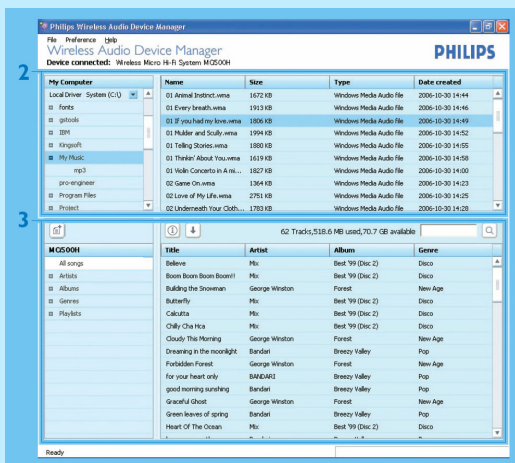 Philips Wireless Audio Device Manager
File Preference Help
Wireless Audio Device Manager
PHILIPS
Device connected: Wireless Micro Hi-Fi System MCi500H
2
My Computer Name Size Type Date created
Local Driver System (C:\) 01 Animal Instinct.wma 1672 KB Windows Media Audio file 2006-10-30 14:44
fonts 01 Every breath.wma 1913 KB Windows Media Audio file 2006-10-30 14:46
gstools 01 If you had my love.wma 1806 KB Windows Media Audio file 2006-10-30 14:49
IBM 01 Mulder and Scully.wma 1994 KB Windows Media Audio file 2006-10-30 14:52
Kingsoft 01 Telling Stories.wma 1880 KB Windows Media Audio file 2006-10-30 14:55
My Music 01 Thinkin' About You.wma 1619 KB Windows Media Audio file 2006-10-30 14:58
mp3 01 Violin Concerto in A mi... 1827 KB Windows Media Audio file 2006-10-30 14:00
pro-engineer 02 Game On.wma 1364 KB Windows Media Audio file 2006-10-30 14:23
Program Files 02 Love of My Life.wma 2751 KB Windows Media Audio file 2006-10-30 14:25
Project 02 Underneath Your Cloth... 1783 KB Windows Media Audio file 2006-10-30 14:28
3
62 Tracks,518.6 MB used,70.7 GB available
MCi500H Title Artist Album Genre
All songs Believe Mix Best '99 (Disc 2) Disco
Artists Boom Boom Boom Boom!! Mix Best '99 (Disc 2) Disco
Albums Building the Snowman George Winston Forest New Age
Genres Butterfly Mix Best '99 (Disc 2) Disco
Playlists Calcutta Mix Best '99 (Disc 2) Disco
Chilly Cha Hca Mix Best '99 (Disc 2) Disco
Cloudy This Morning George Winston Forest New Age
Dreaming in the moonlight Bandari Breezy Valley Pop
Forbidden Forest George Winston Forest New Age
for your heart only BANDARI Breezy Valley Pop
good morning sunshing Bandari Breezy Valley Pop
Graceful Ghost George Winston Forest New Age
Green leaves of spring Bandari Breezy Valley Pop
Heart Of The Ocean Mix Best '99 (Disc 2) Disco
Ready